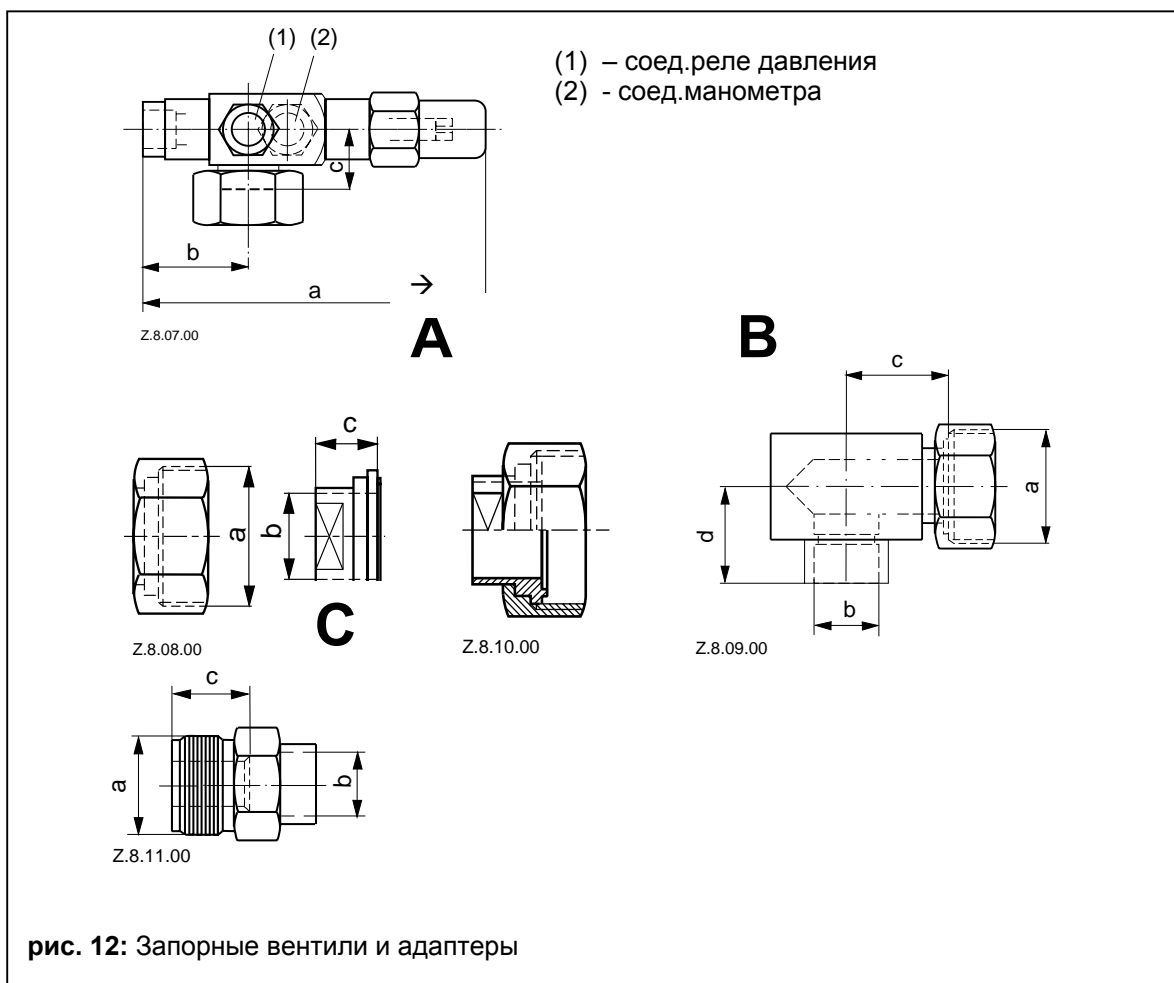 (1) (2)
(1) – соед.реле давления
(2) - соед.манометра
c
b
a →
Z.8.07.00
A
B
c
a
d
b
Z.8.09.00
c
a
b
C
Z.8.08.00
Z.8.10.00
c
a
b
Z.8.11.00
рис. 12: Запорные вентили и адаптеры